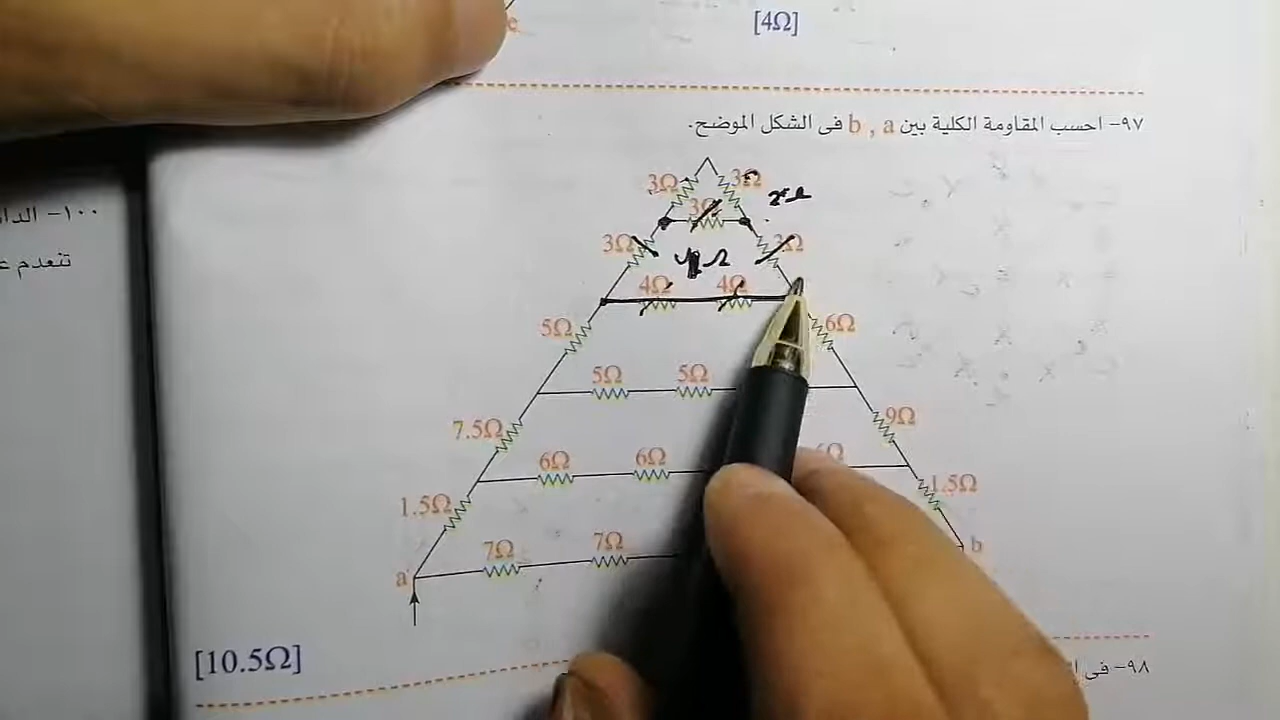 [4Ω]
٩٧- احسب المقاومة الكلية بين b , a فى الشكل الموضح.
3Ω 3Ω
3Ω
3Ω 3Ω
4Ω 4Ω
5Ω 6Ω
5Ω 5Ω
7.5Ω 9Ω
6Ω 6Ω 6Ω
1.5Ω 1.5Ω
7Ω 7Ω
a b
[10.5Ω]
٩٨- فى
١٠٠-
تنعدم